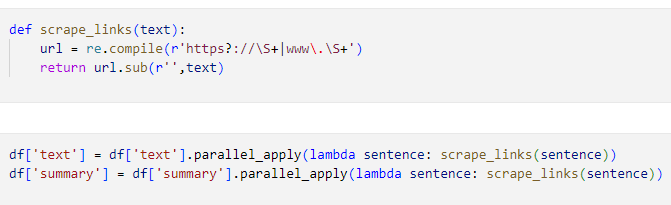 def scrape_links(text):
    url = re.compile(r'https?://\S+|www\.\S+')
    return url.sub(r'',text)
df['text'] = df['text'].parallel_apply(lambda sentence: scrape_links(sentence))
df['summary'] = df['summary'].parallel_apply(lambda sentence: scrape_links(sentence))